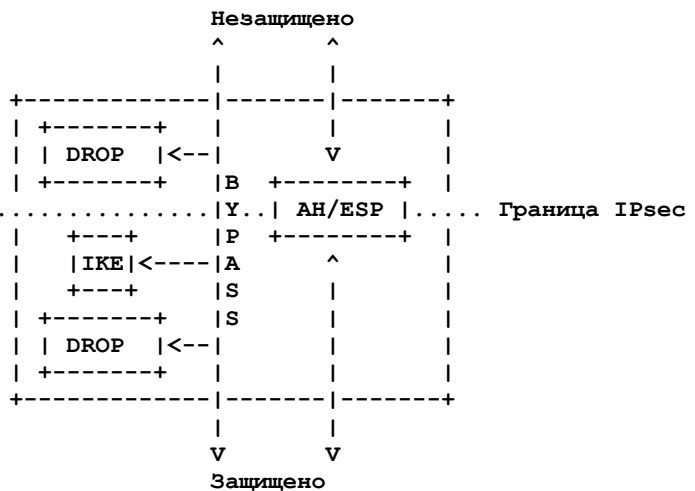 Незащищено
DROP
B
Y AH/ESP Граница IPsec
P
IKE A
S
S
DROP
Защищено